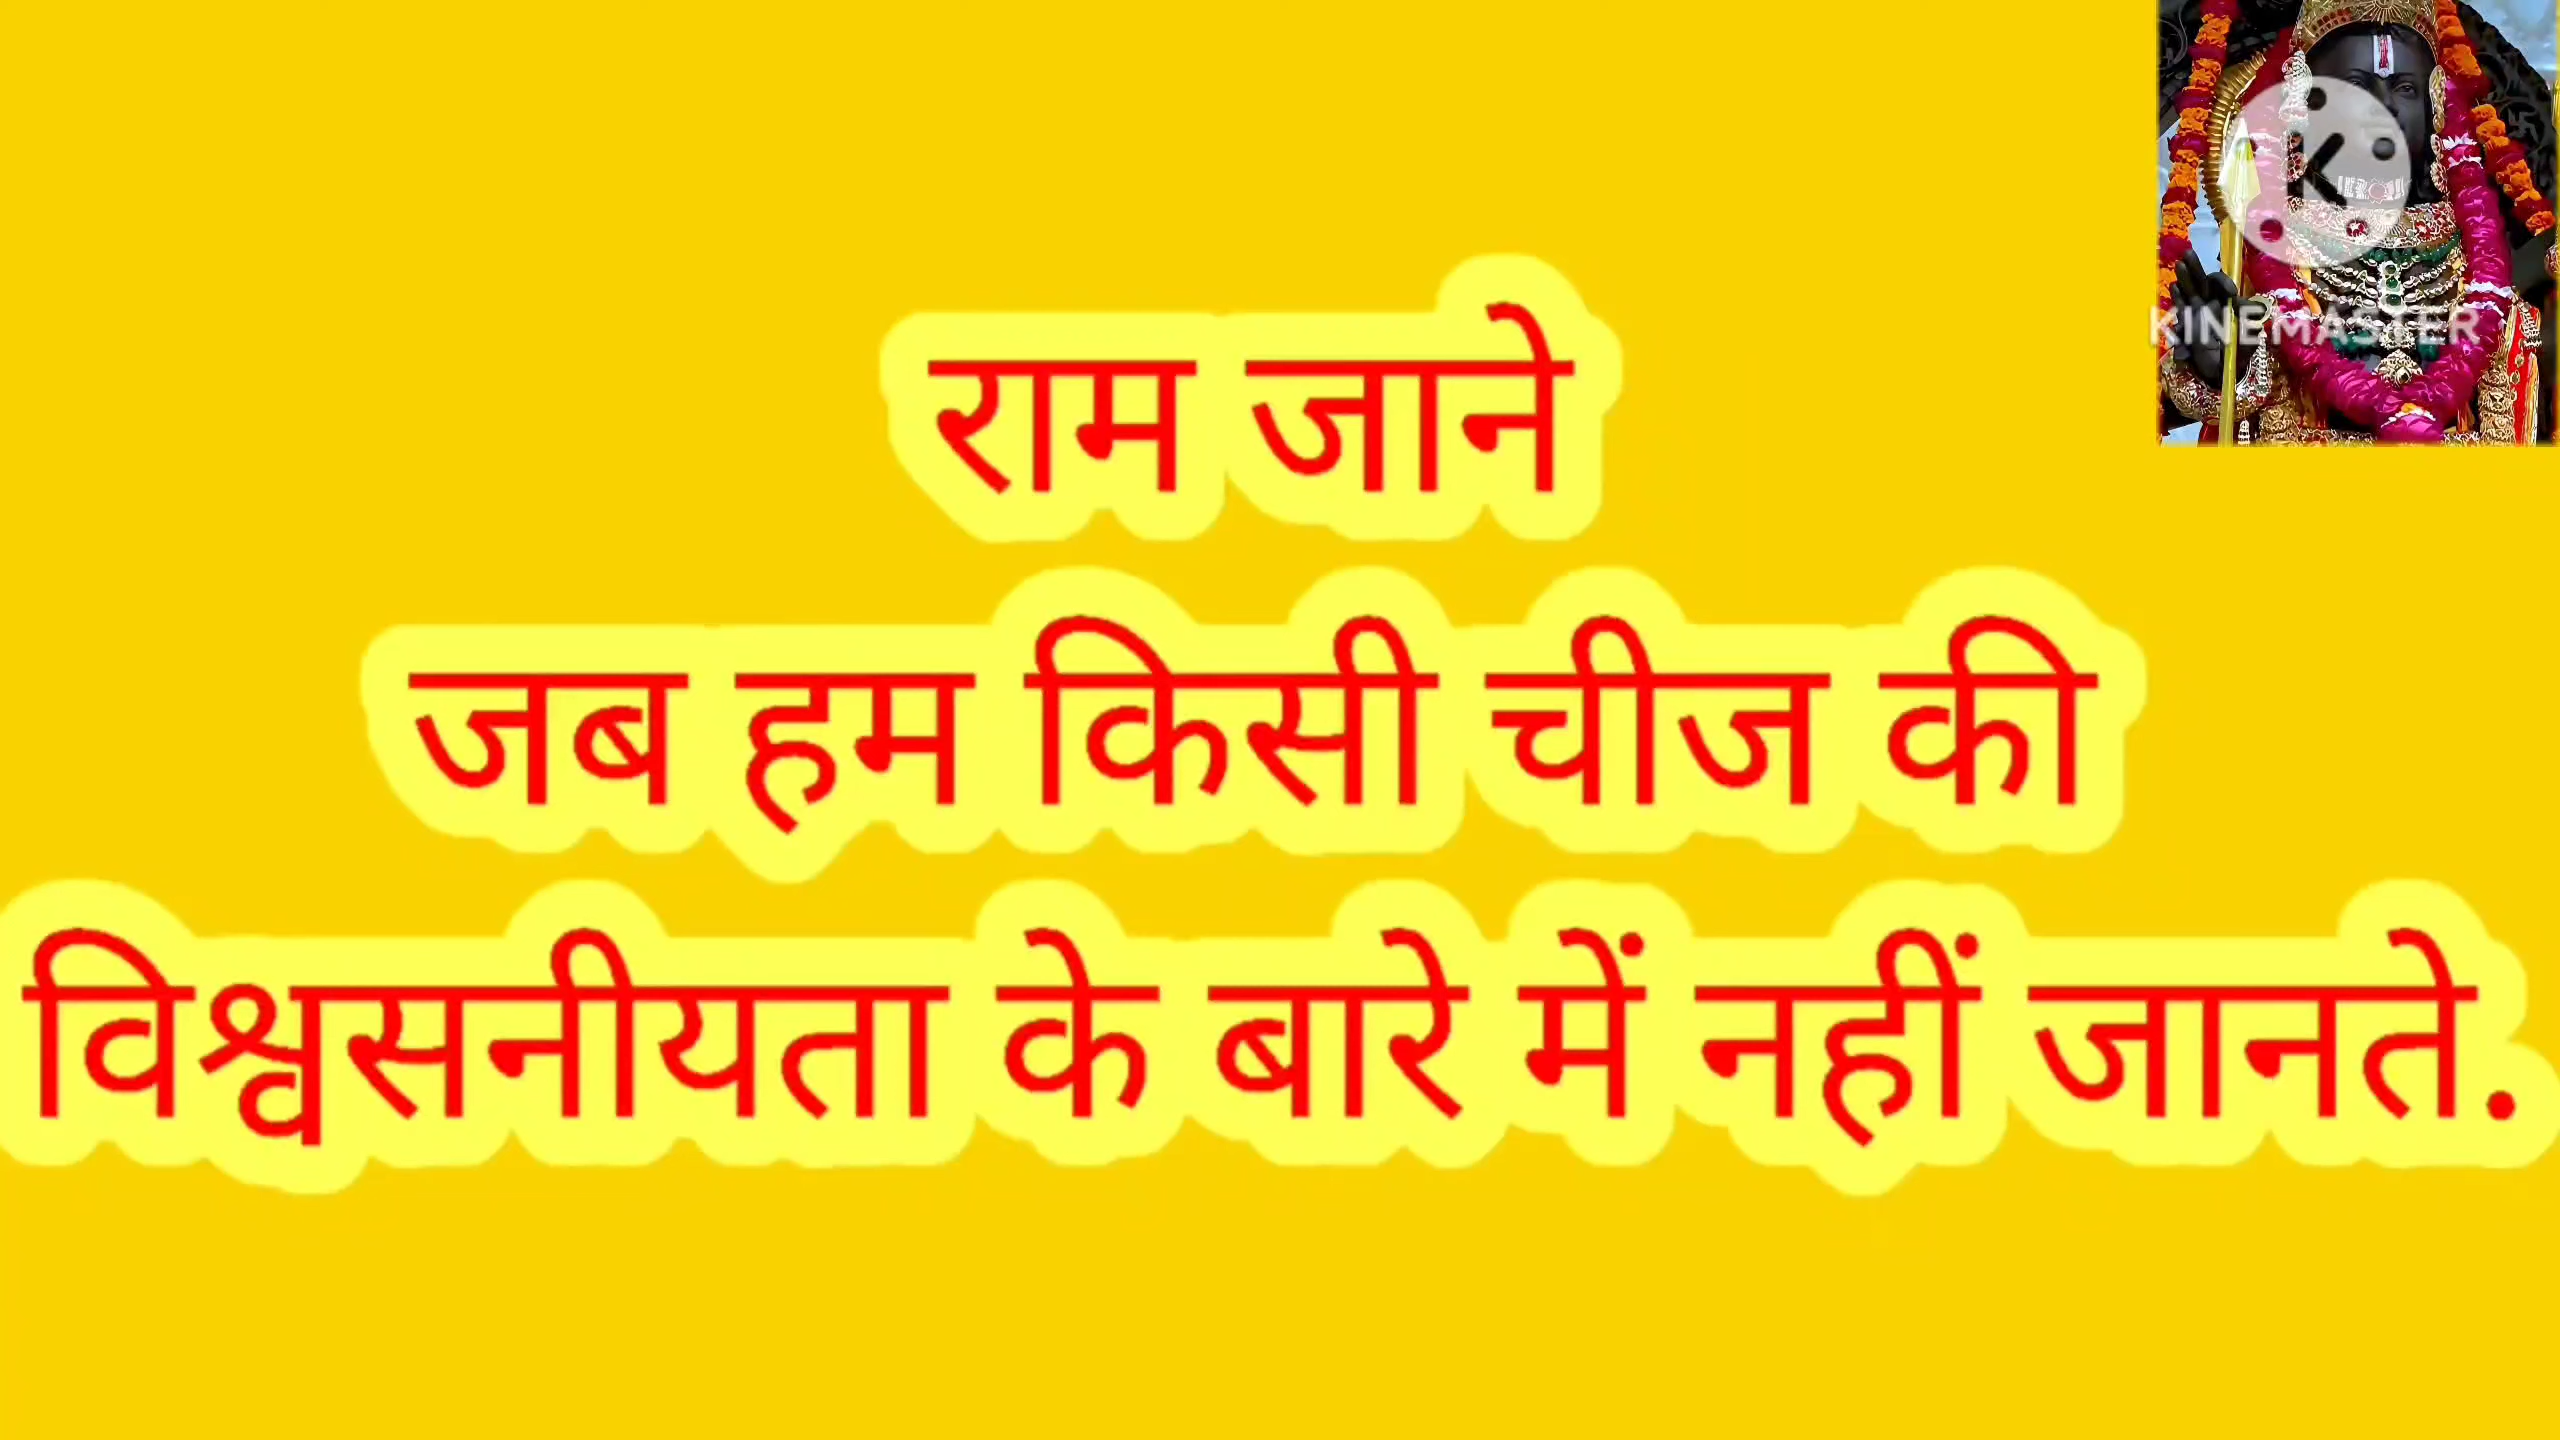 KINEMASTER
राम जाने
जब हम किसी चीज की
विश्वसनीयता के बारे में नहीं जानते.